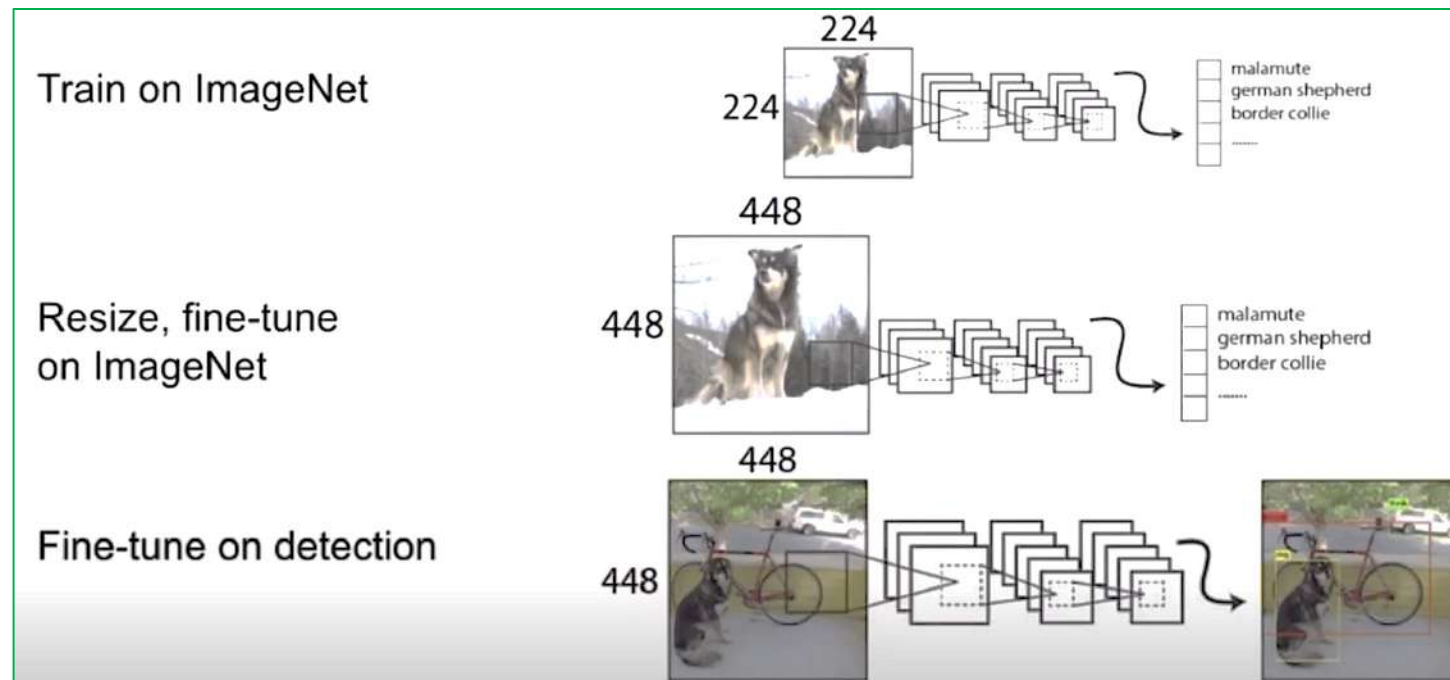 224
Train on ImageNet
224
malamute
german shepherd
border collie
......
448
Resize, fine-tune
on ImageNet
448
malamute
german shepherd
border collie
.......
448
Fine-tune on detection
448